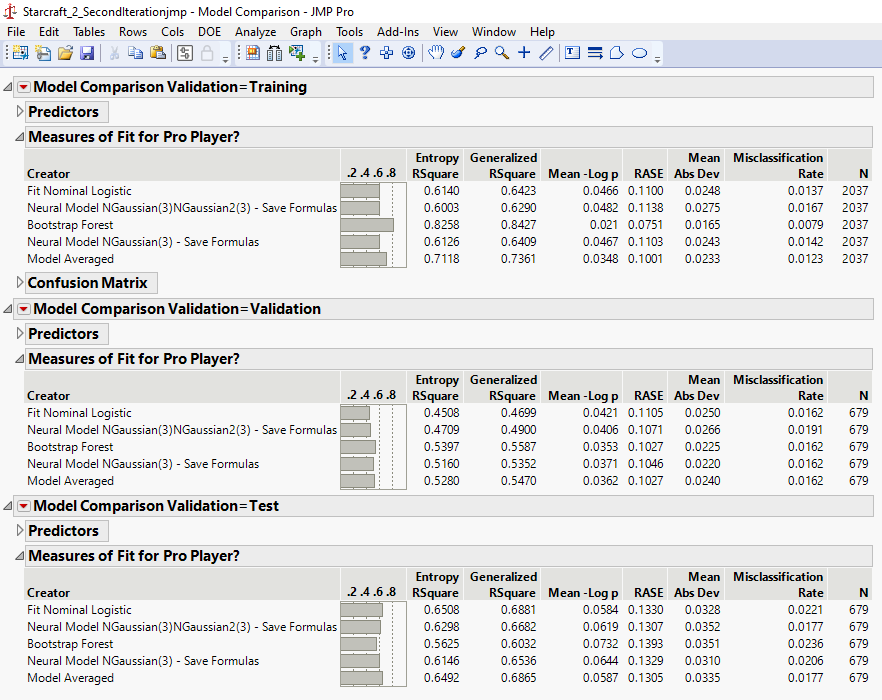 Starcraft_2_SecondIterationjmp - Model Comparison - JMP Pro
File Edit Tables Rows Cols DOE Analyze Graph Tools Add-Ins View Window Help
Model Comparison Validation=Training
Predictors
Measures of Fit for Pro Player?
Entropy Generalized Mean Misclassification
Creator .2 .4 .6 .8 RSquare RSquare Mean -Log p RASE Abs Dev Rate N
Fit Nominal Logistic 0.6140 0.6423 0.0466 0.1100 0.0248 0.0137 2037
Neural Model NGaussian(3)NGaussian2(3) - Save Formulas 0.6003 0.6290 0.0482 0.1138 0.0275 0.0167 2037
Bootstrap Forest 0.8258 0.8427 0.021 0.0751 0.0165 0.0079 2037
Neural Model NGaussian(3) - Save Formulas 0.6126 0.6409 0.0467 0.1103 0.0243 0.0142 2037
Model Averaged 0.7118 0.7361 0.0348 0.1001 0.0233 0.0123 2037
Confusion Matrix
Model Comparison Validation=Validation
Predictors
Measures of Fit for Pro Player?
Entropy Generalized Mean Misclassification
Creator .2 .4 .6 .8 RSquare RSquare Mean -Log p RASE Abs Dev Rate N
Fit Nominal Logistic 0.4508 0.4699 0.0421 0.1105 0.0250 0.0162 679
Neural Model NGaussian(3)NGaussian2(3) - Save Formulas 0.4709 0.4900 0.0406 0.1071 0.0266 0.0191 679
Bootstrap Forest 0.5397 0.5587 0.0353 0.1027 0.0225 0.0162 679
Neural Model NGaussian(3) - Save Formulas 0.5160 0.5352 0.0371 0.1046 0.0220 0.0162 679
Model Averaged 0.5280 0.5470 0.0362 0.1027 0.0240 0.0162 679
Model Comparison Validation=Test
Predictors
Measures of Fit for Pro Player?
Entropy Generalized Mean Misclassification
Creator .2 .4 .6 .8 RSquare RSquare Mean -Log p RASE Abs Dev Rate N
Fit Nominal Logistic 0.6508 0.6881 0.0584 0.1330 0.0328 0.0221 679
Neural Model NGaussian(3)NGaussian2(3) - Save Formulas 0.6298 0.6682 0.0619 0.1307 0.0352 0.0177 679
Bootstrap Forest 0.5625 0.6032 0.0732 0.1393 0.0351 0.0236 679
Neural Model NGaussian(3) - Save Formulas 0.6146 0.6536 0.0644 0.1329 0.0310 0.0206 679
Model Averaged 0.6492 0.6865 0.0587 0.1305 0.0335 0.0177 679